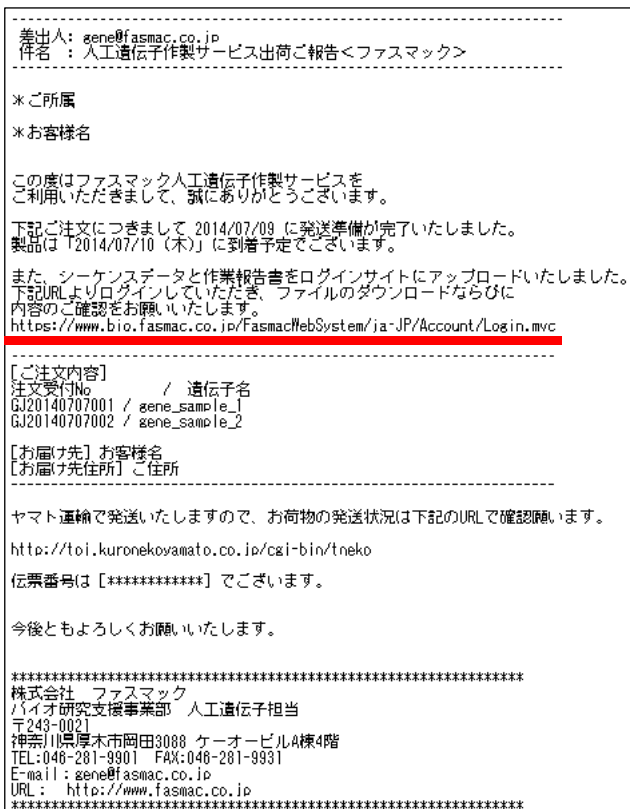 ------------------------------------------------------------------
差出人: gene@fasmac.co.jp
件名 : 人工遺伝子作製サービス出荷ご報告<ファスマック>
------------------------------------------------------------------
*ご所属
*お客様名
この度はファスマック人工遺伝子作製サービスを
ご利用いただきまして、誠にありがとうございます。
下記ご注文につきまして 2014/07/09 に発送準備が完了いたしました。
製品は「2014/07/10 (木)」に到着予定でございます。
また、シーケンスデータと作業報告書をログインサイトにアップロードいたしました。
下記URLよりログインしていただき、ファイルのダウンロードならびに
内容のご確認をお願いいたします。
https://www.bio.fasmac.co.jp/FasmacWebSystem/ja-JP/Account/Login.mvc
------------------------------------------------------------------
[ご注文内容]
注文受付No / 遺伝子名
GJ20140707001 / gene_sample_1
GJ20140707002 / gene_sample_2
[お届け先] お客様名
[お届け先住所] ご住所
------------------------------------------------------------------
ヤマト運輸で発送いたしますので、お荷物の発送状況は下記のURLで確認願います。
http://toi.kuronekoyamato.co.jp/cgi-bin/tneko
伝票番号は [************] でございます。
今後ともよろしくお願いいたします。
****************************************************************
株式会社 ファスマック
バイオ研究支援事業部 人工遺伝子担当
〒243-0021
神奈川県厚木市岡田3088 ケーオービルA棟4階
TEL:046-281-9901 FAX:046-281-9931
E-mail:gene@fasmac.co.jp
URL: http://www.fasmac.co.jp
****************************************************************